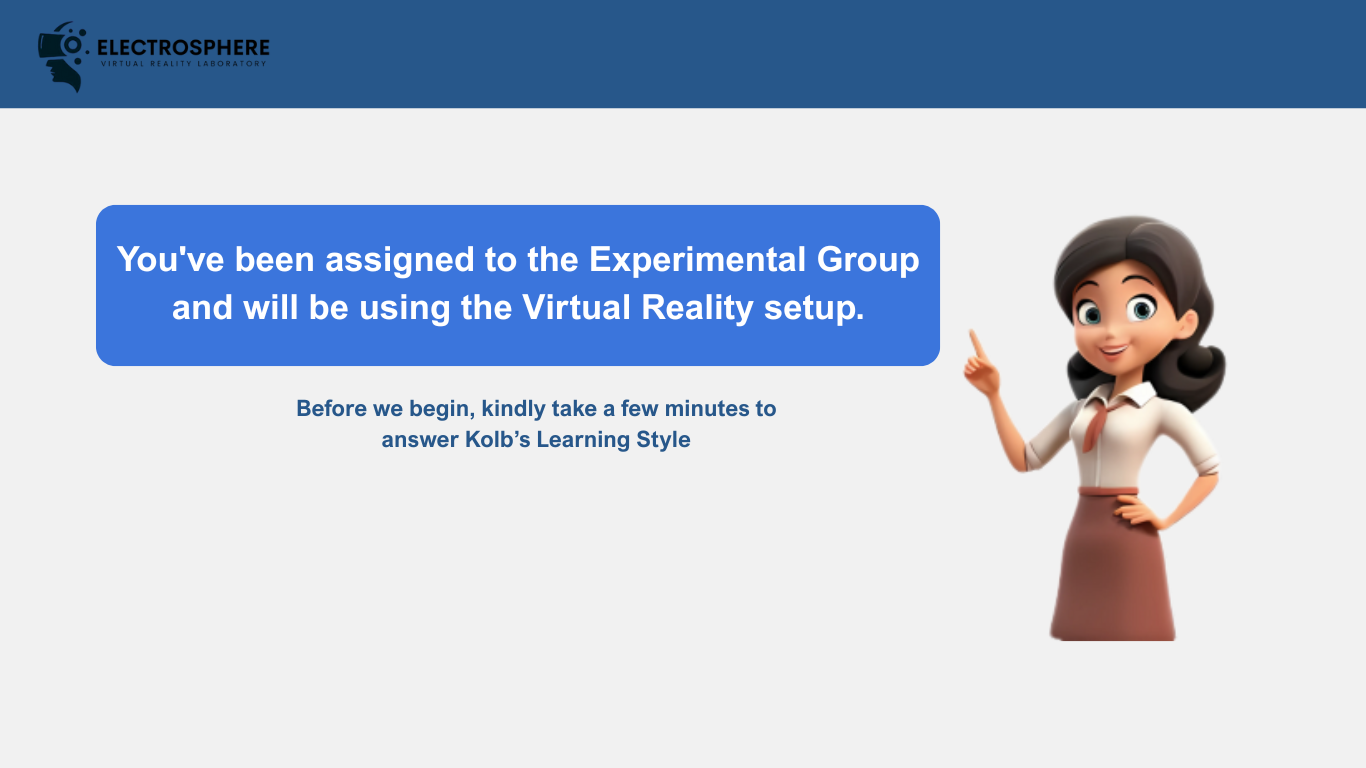 ELECTROSPHERE
VIRTUAL REALITY LABORATORY
You've been assigned to the Experimental Group
and will be using the Virtual Reality setup.
Before we begin, kindly take a few minutes to
answer Kolb’s Learning Style